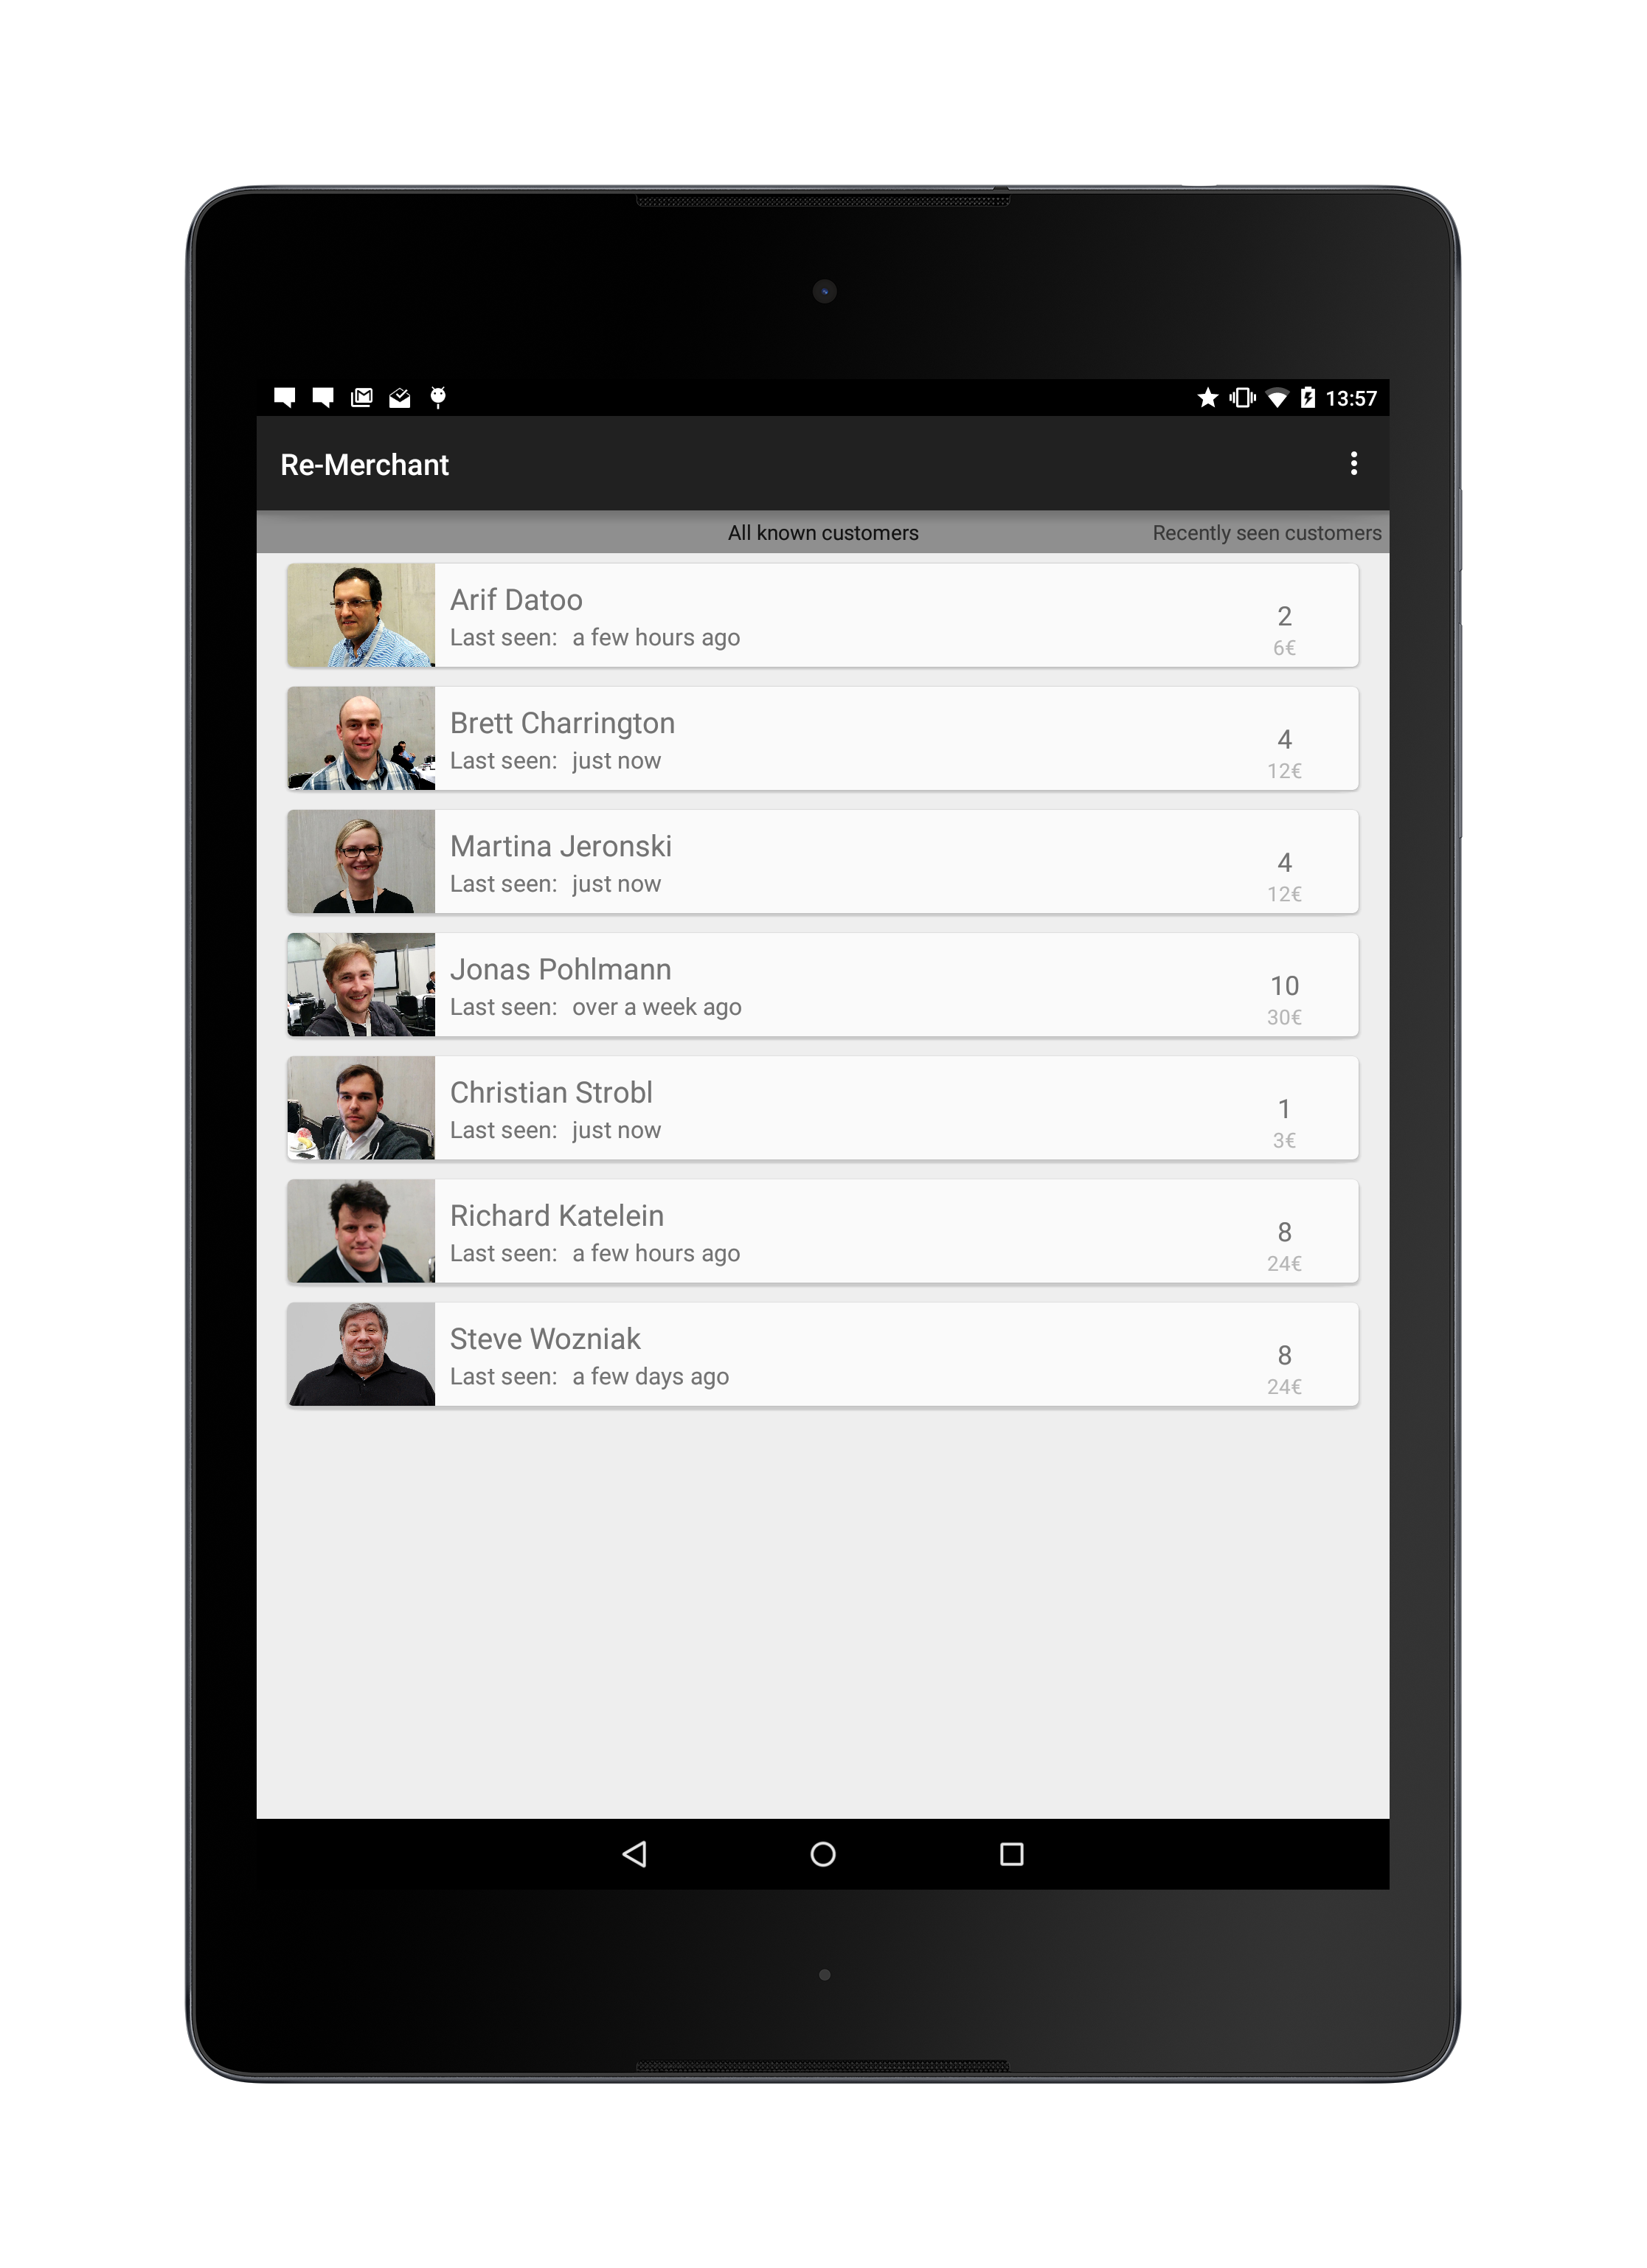 13:57
Re-Merchant
All known customers
Recently seen customers
Arif Datoo
Last seen: a few hours ago
2
6€
Brett Charrington
Last seen: just now
4
12€
Martina Jeronski
Last seen: just now
4
12€
Jonas Pohlmann
Last seen: over a week ago
10
30€
Christian Strobl
Last seen: just now
1
3€
Richard Katelein
Last seen: a few hours ago
8
24€
Steve Wozniak
Last seen: a few days ago
8
24€